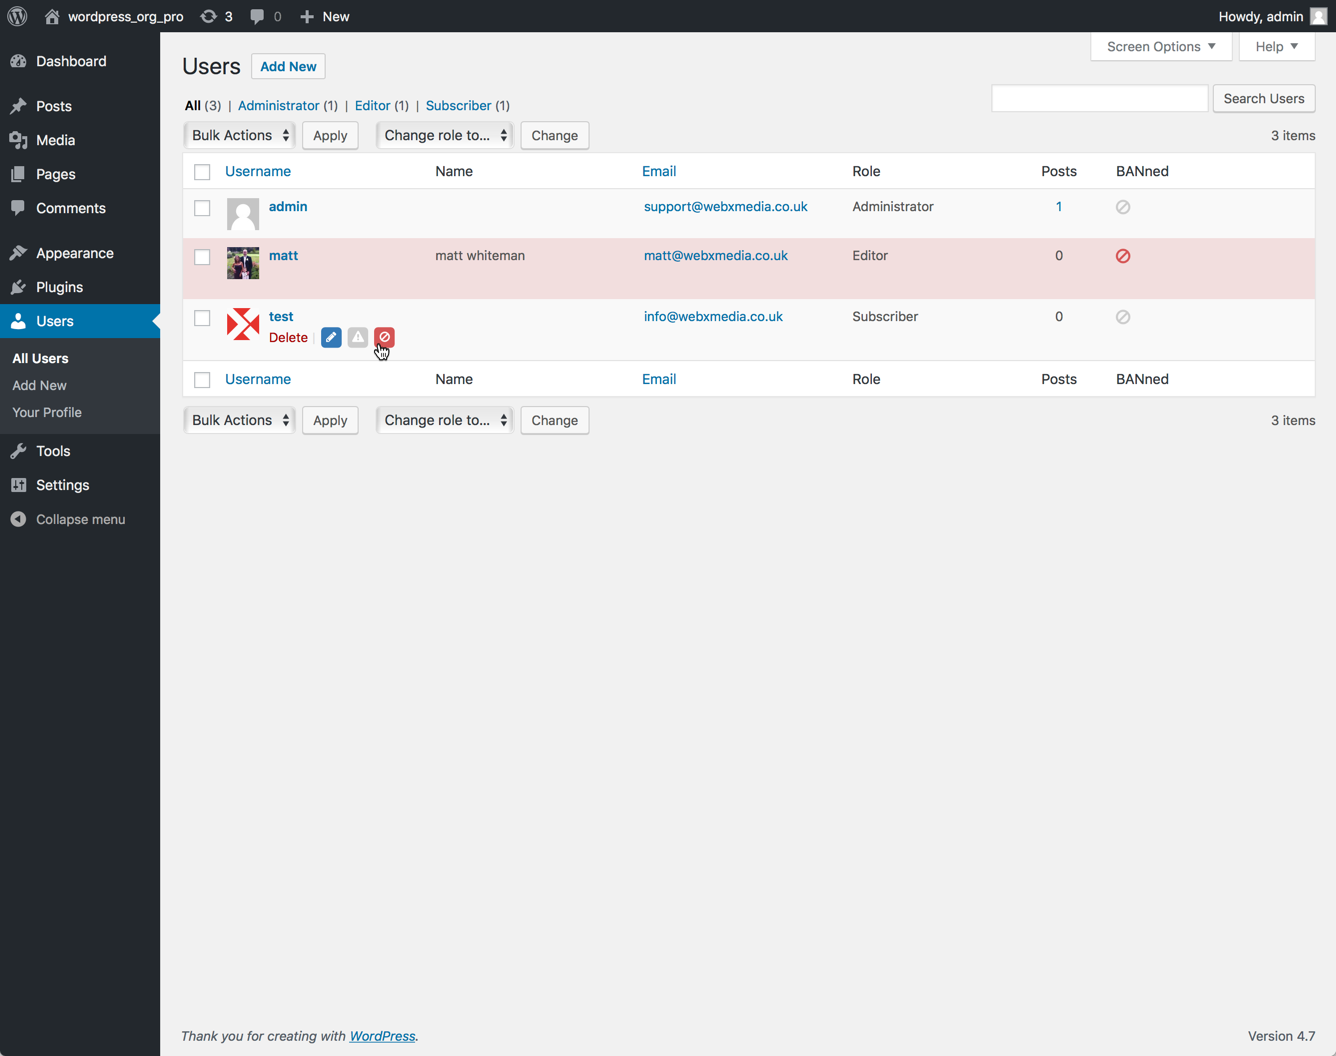 wordpress_org_pro 3 0 New Howdy, admin
Screen Options Help
Dashboard
Posts
Media
Pages
Comments
Appearance
Plugins
Users
All Users
Add New
Your Profile
Tools
Settings
Collapse menu
Users Add New
All (3) | Administrator (1) | Editor (1) | Subscriber (1)
Search Users
Bulk Actions Apply Change role to... Change 3 items
Username Name Email Role Posts BANned
admin support@webxmedia.co.uk Administrator 1
matt matt whiteman matt@webxmedia.co.uk Editor 0
test info@webxmedia.co.uk Subscriber 0
Delete
Username Name Email Role Posts BANned
Bulk Actions Apply Change role to... Change 3 items
Thank you for creating with WordPress. Version 4.7